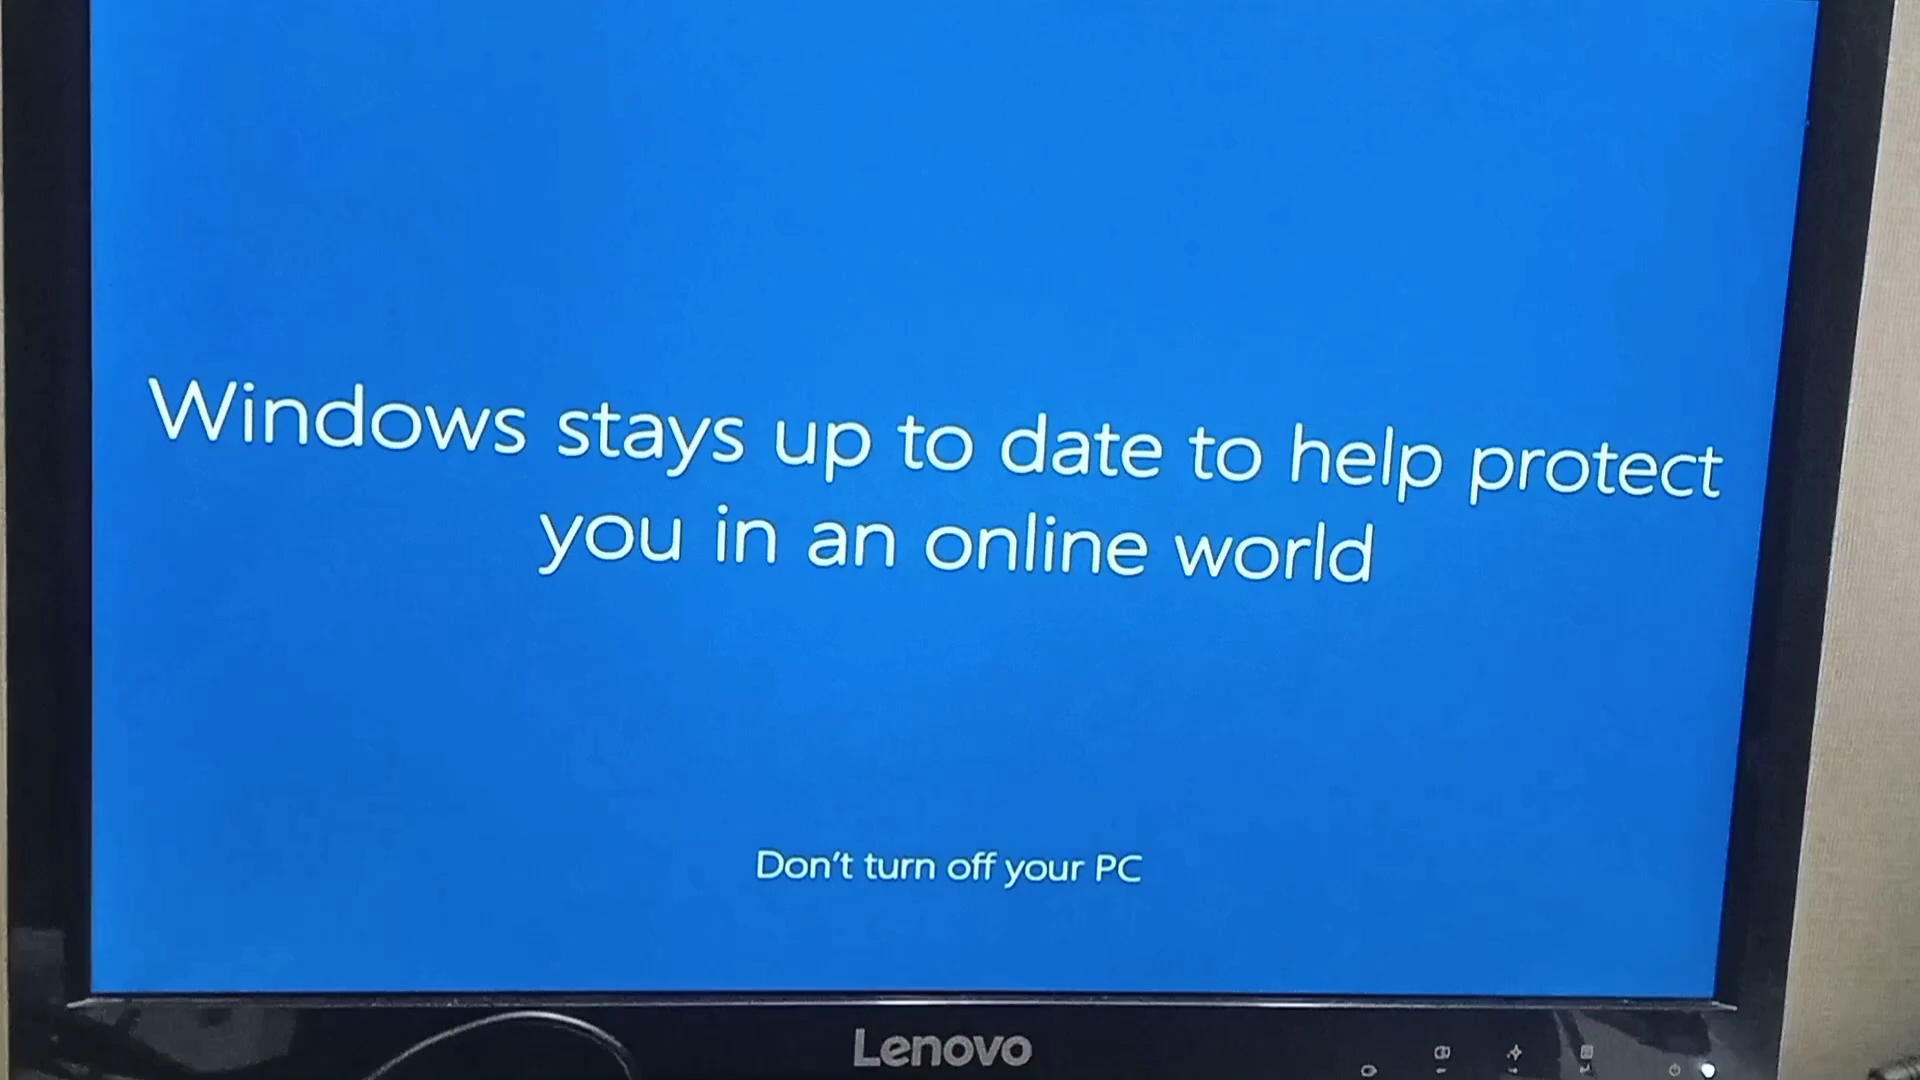 Windows stays up to date to help protect
you in an online world
Don't turn off your PC
Lenovo